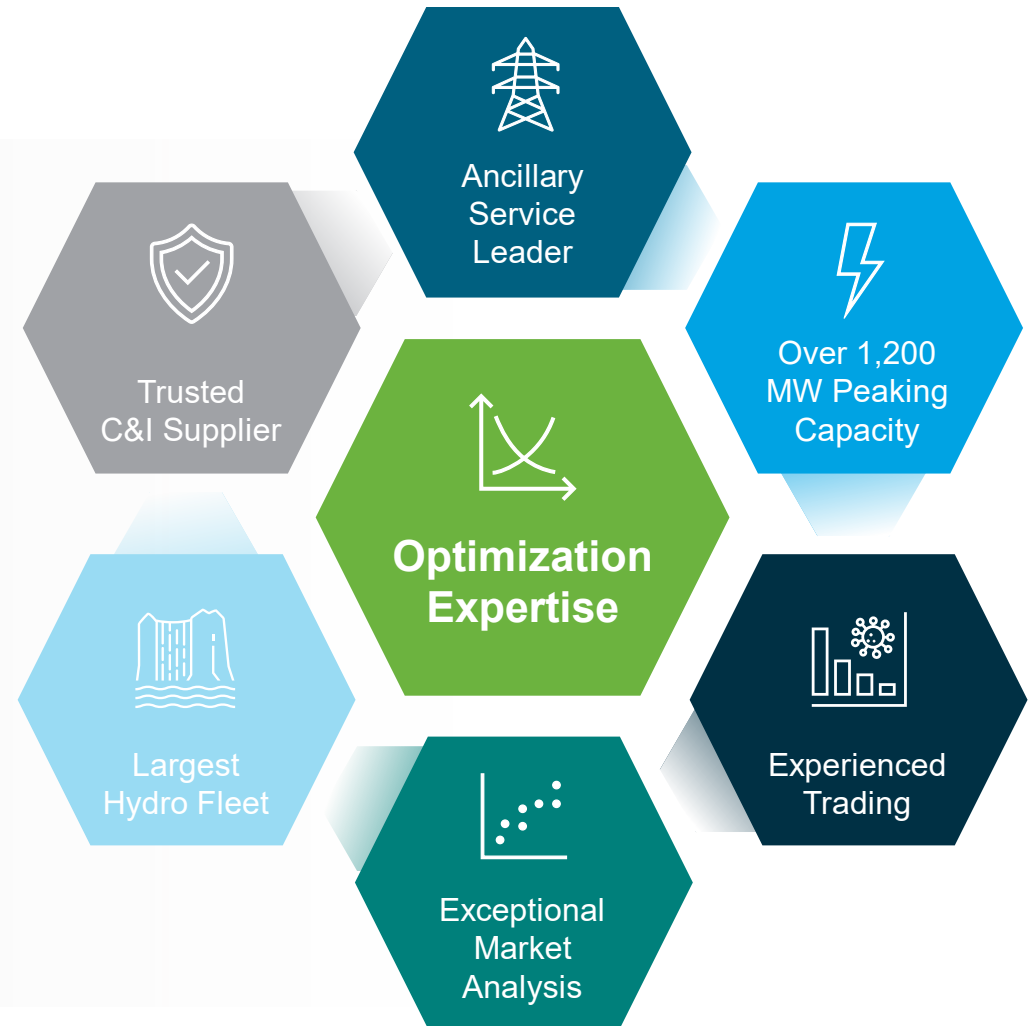 Ancillary
Service
Leader
Over 1,200
MW Peaking
Capacity
Experienced
Trading
Exceptional
Market
Analysis
Largest
Hydro Fleet
Trusted
C&I Supplier
Optimization
Expertise